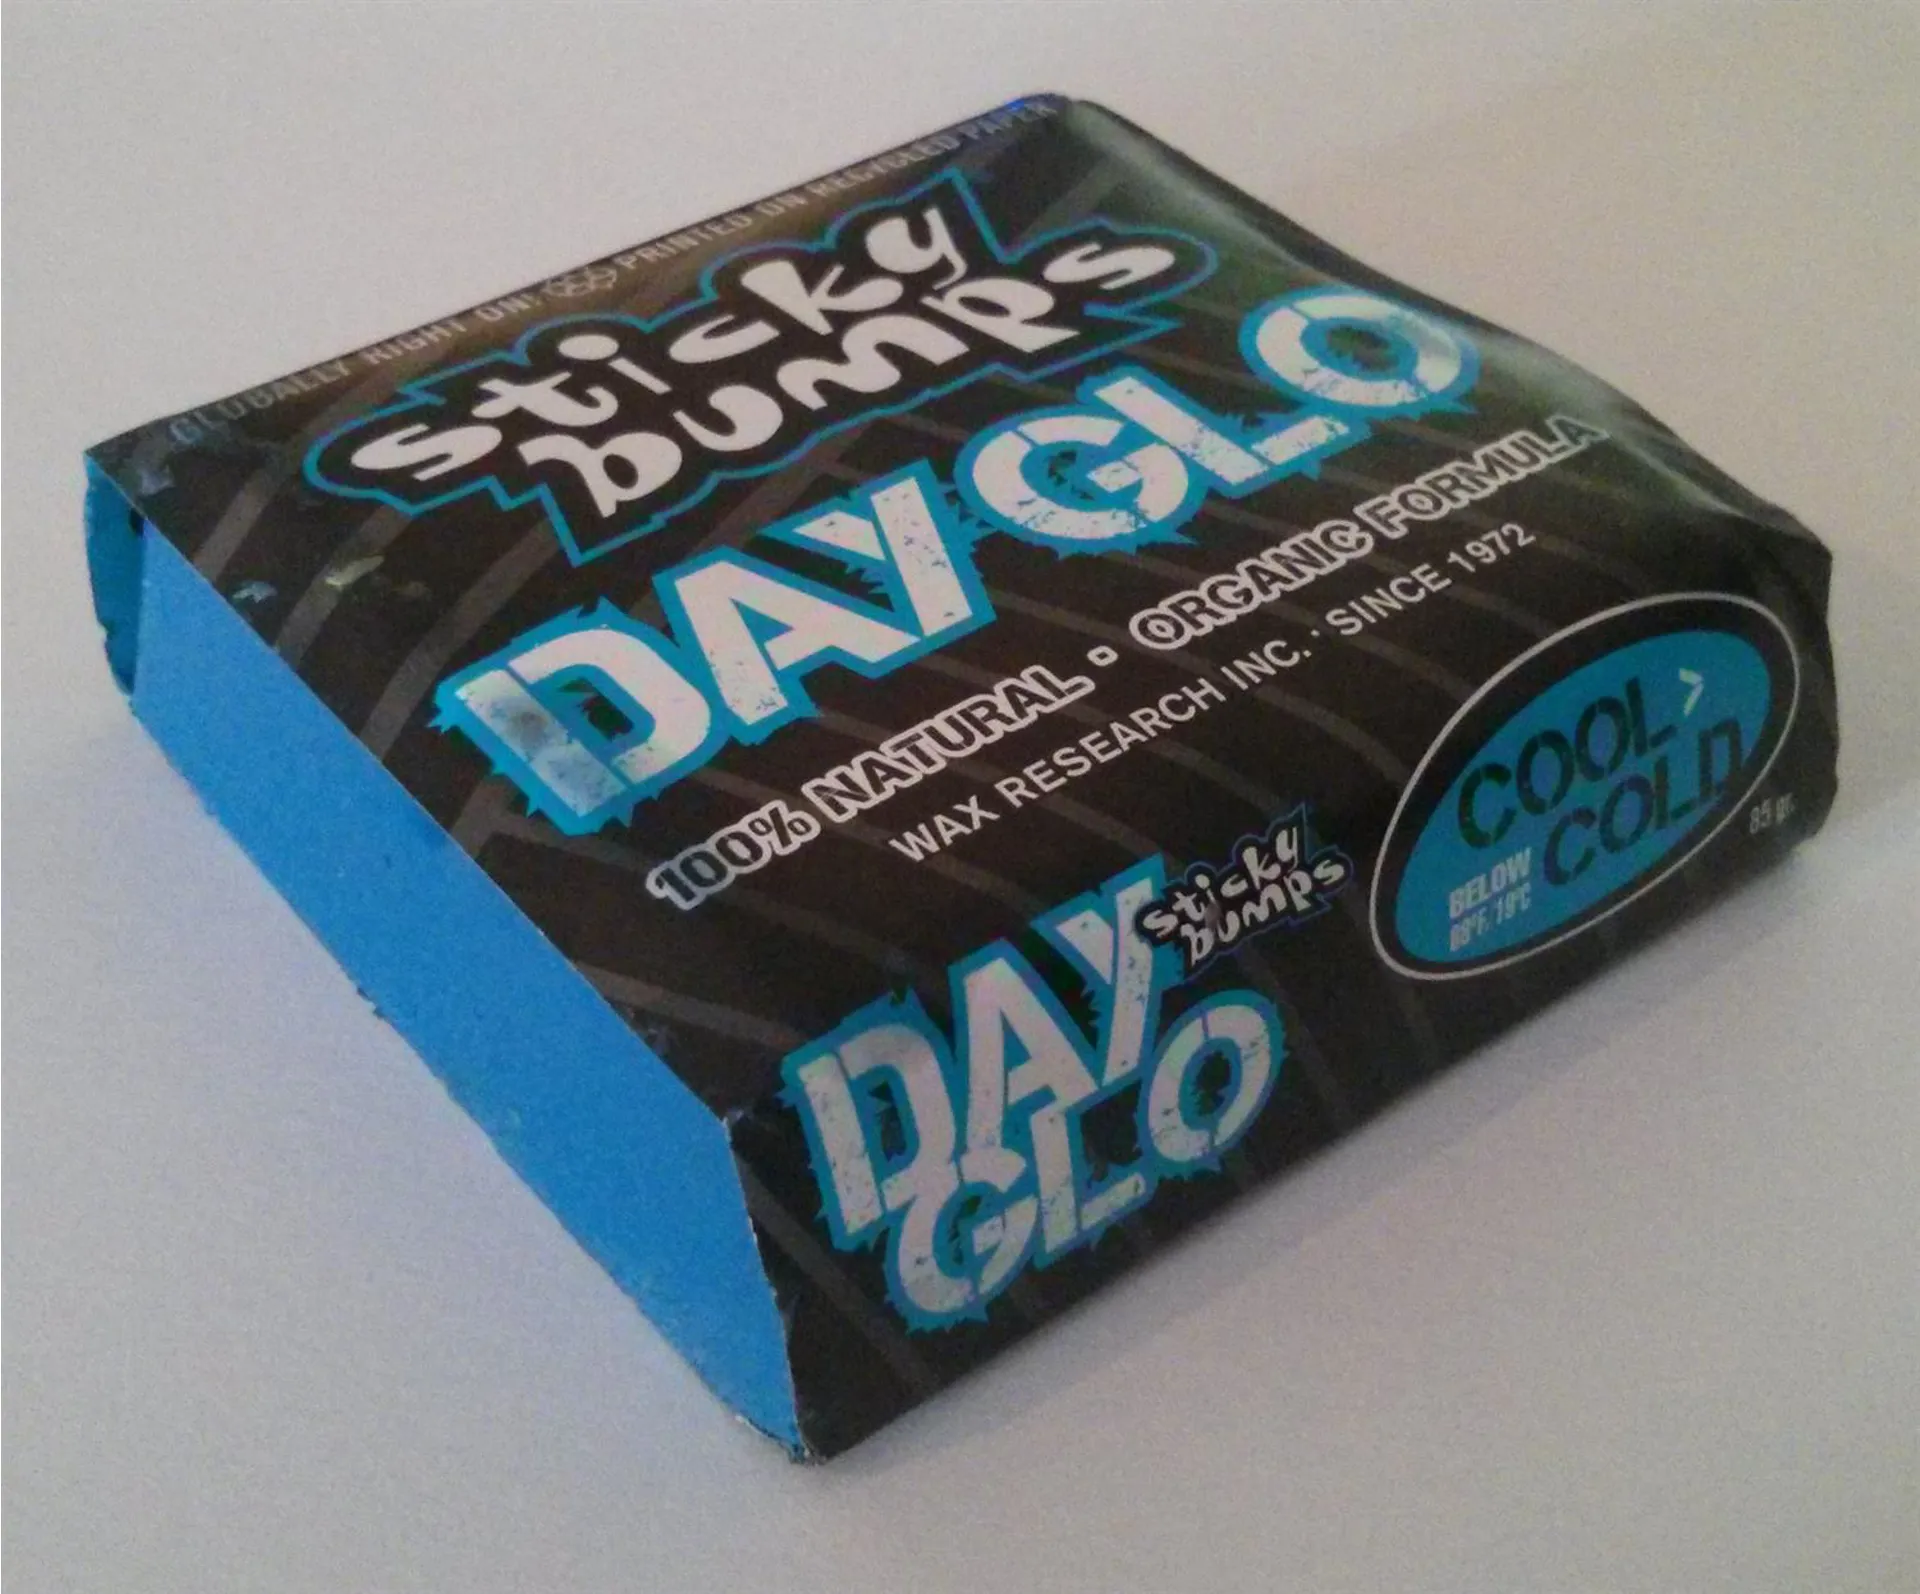 GLOBALLY RIGHT ON! PRINTED ON RECYCLED PAPER
sticky
bumps
DAY GLO
100% NATURAL • ORGANIC FORMULA
WAX RESEARCH INC. • SINCE 1972
COOL >
COLD
BELOW
19°C
85 gr.
DAY
GLO
sticky
bumps